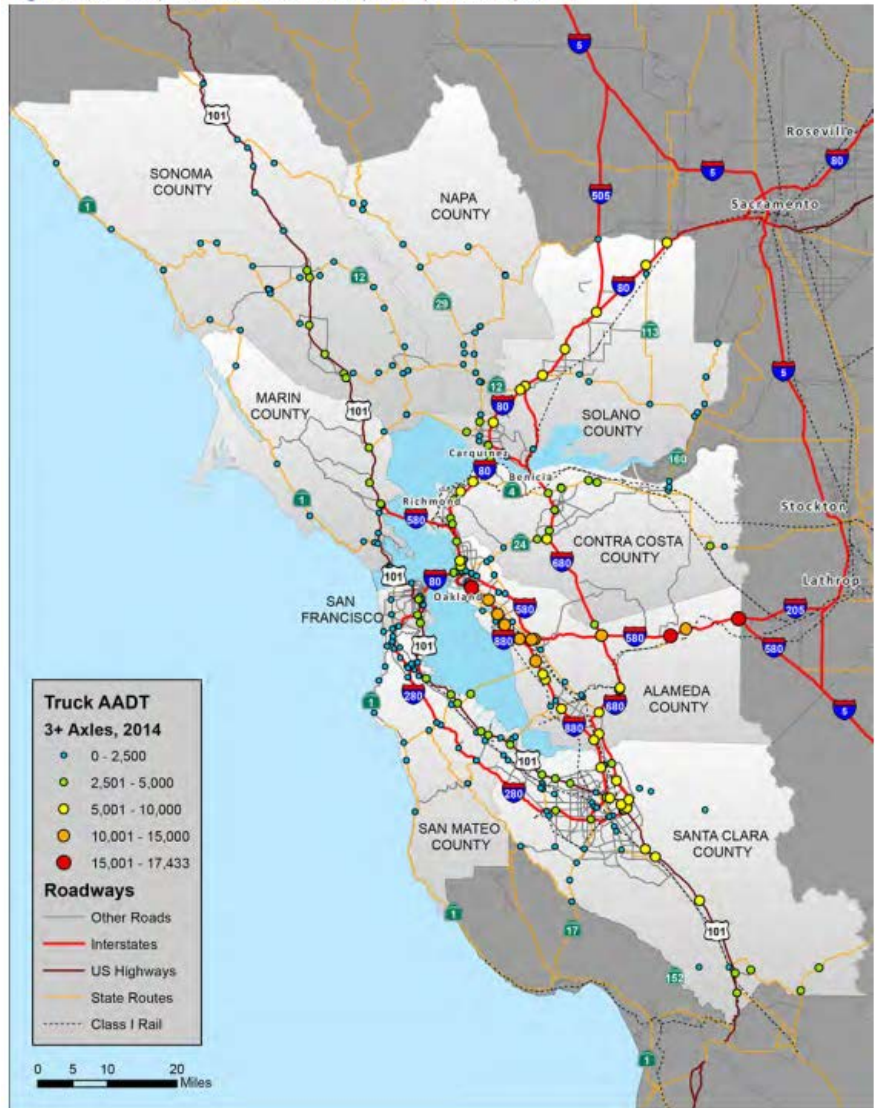 5
Roseville
101
80
5
SONOMA
COUNTY
NAPA
COUNTY
505
Sacramento
1
12
80
29
113
5
12
80
MARIN
COUNTY
101
SOLANO
COUNTY
Carquinez
80
160
Benicia
4
1
Richmond
580
Stockton
24
CONTRA COSTA
COUNTY
680
Lathrop
101
80
SAN
FRANCISCO
Oakland
580
205
880
580
580
101
280
1
680
ALAMEDA
COUNTY
5
880
101
280
SAN MATEO
COUNTY
SANTA CLARA
COUNTY
1
17
101
152
1
Truck AADT
3+ Axles, 2014
0 - 2,500
2,501 - 5,000
5,001 - 10,000
10,001 - 15,000
15,001 - 17,433
Roadways
Other Roads
Interstates
US Highways
State Routes
Class I Rail
0 5 10 20
Miles